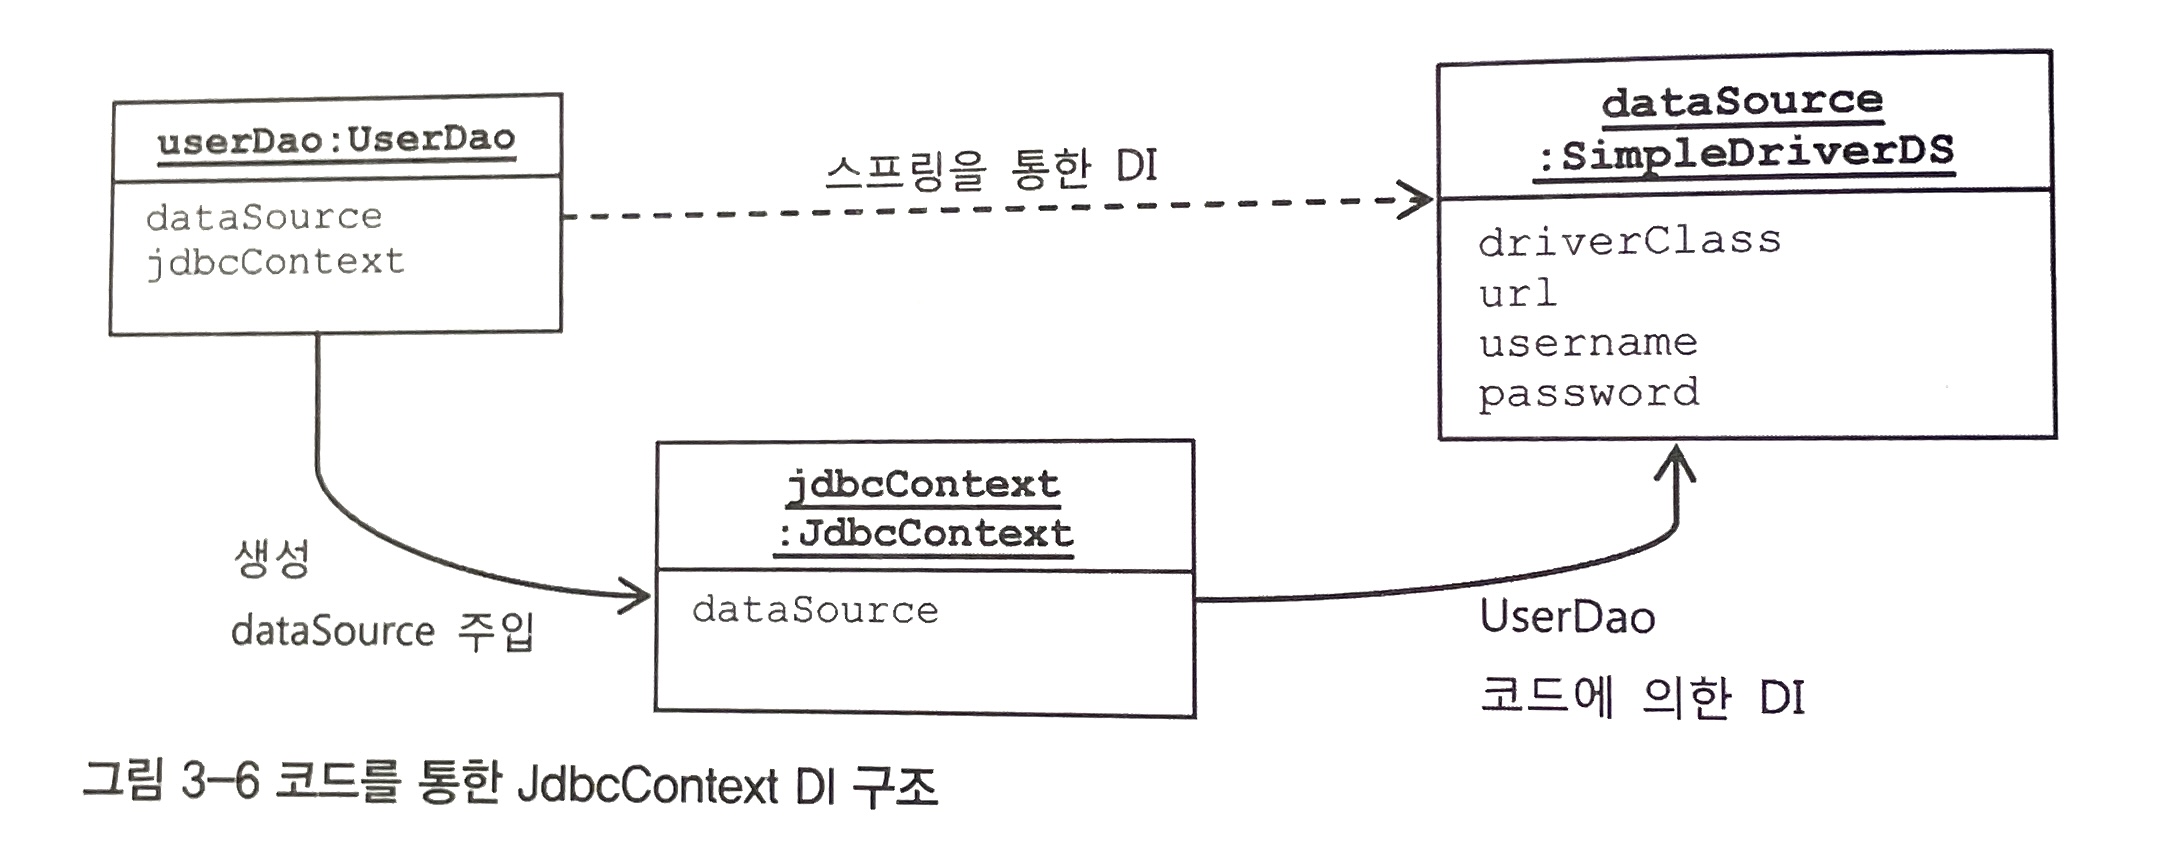 userDao:UserDao
dataSource
jdbcContext
스프링을 통한 DI
dataSource
:SimpleDriverDS
driverClass
url
username
password
생성
dataSource 주입
jdbcContext
:JdbcContext
dataSource
UserDao
코드에 의한 DI
그림 3-6 코드를 통한 JdbcContext DI 구조